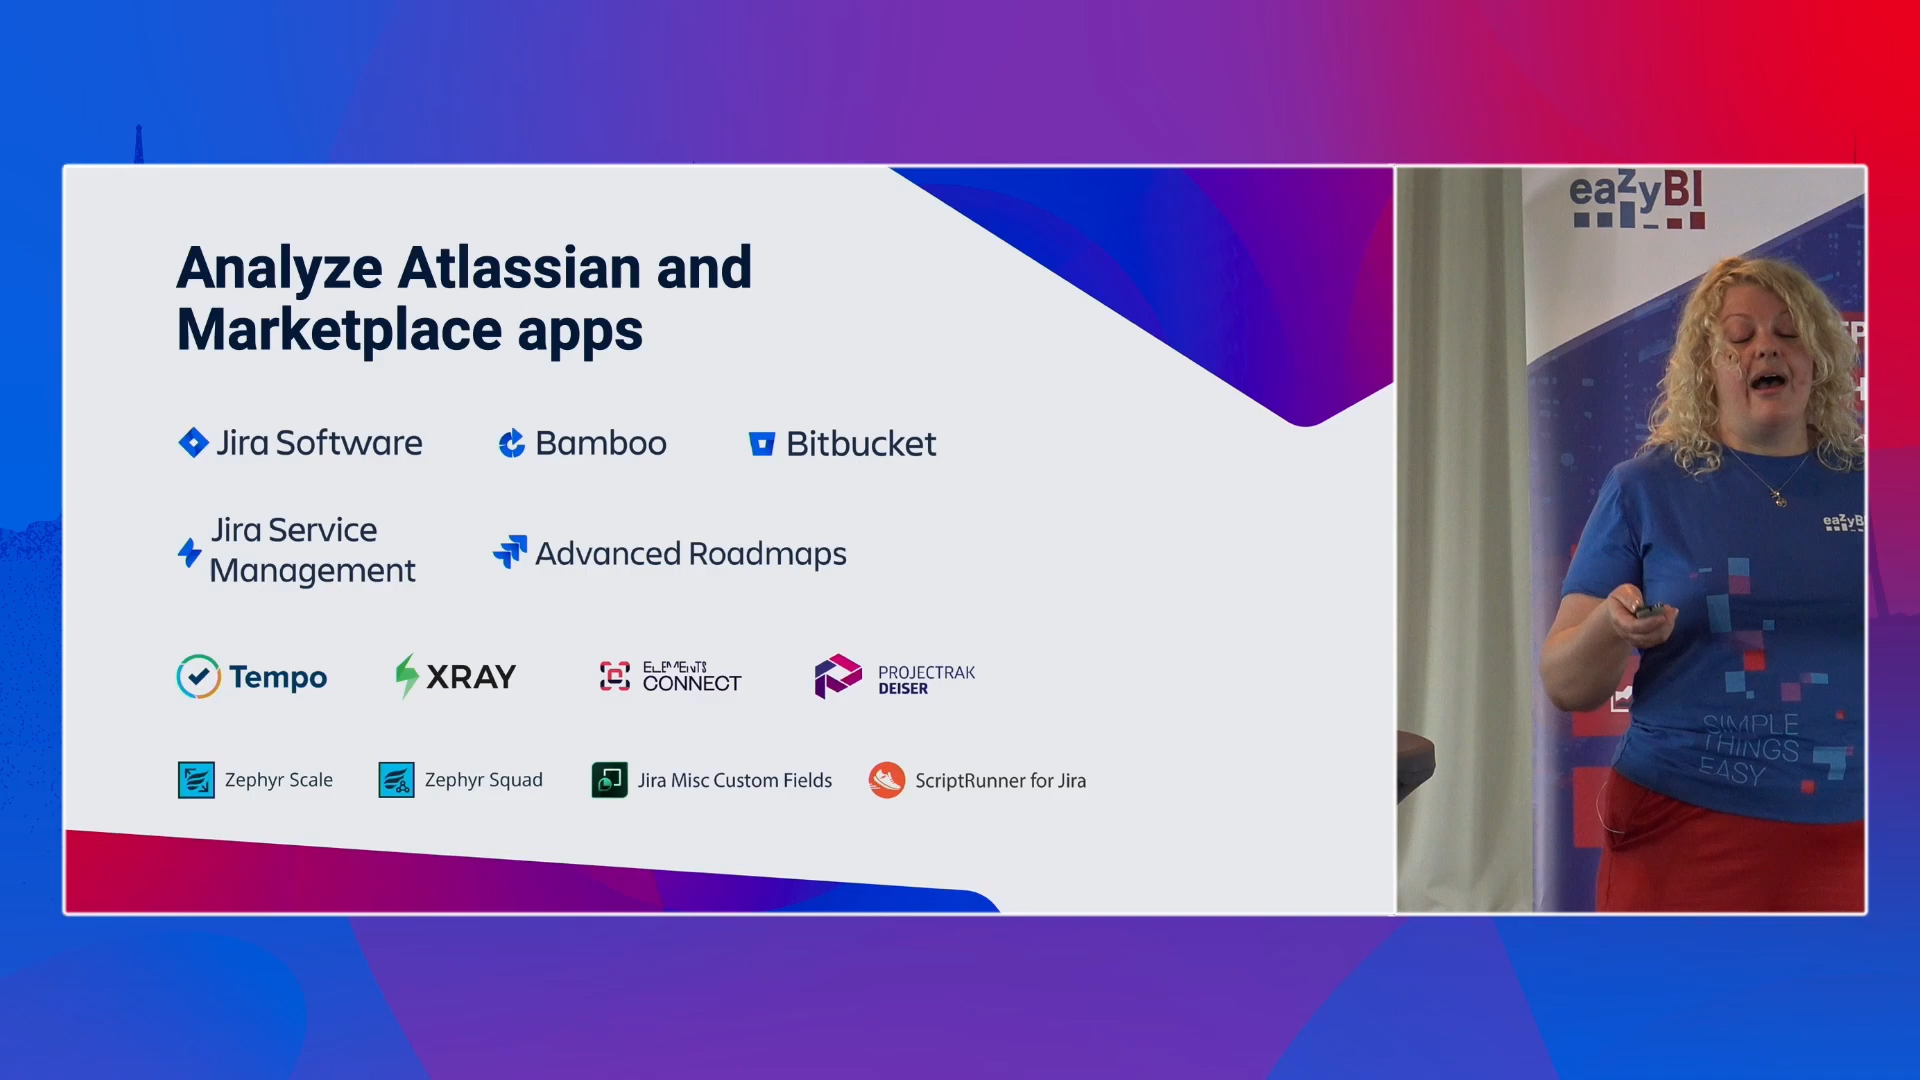 Analyze Atlassian and
Marketplace apps
Jira Software
Bamboo
Bitbucket
Jira Service
Management
Advanced Roadmaps
Tempo
XRAY
ELEMENTS
CONNECT
PROJECTRAK
DEISER
Zephyr Scale
Zephyr Squad
Jira Misc Custom Fields
ScriptRunner for Jira
eazyBI
eazyB
SIMPLE
THINGS
EASY